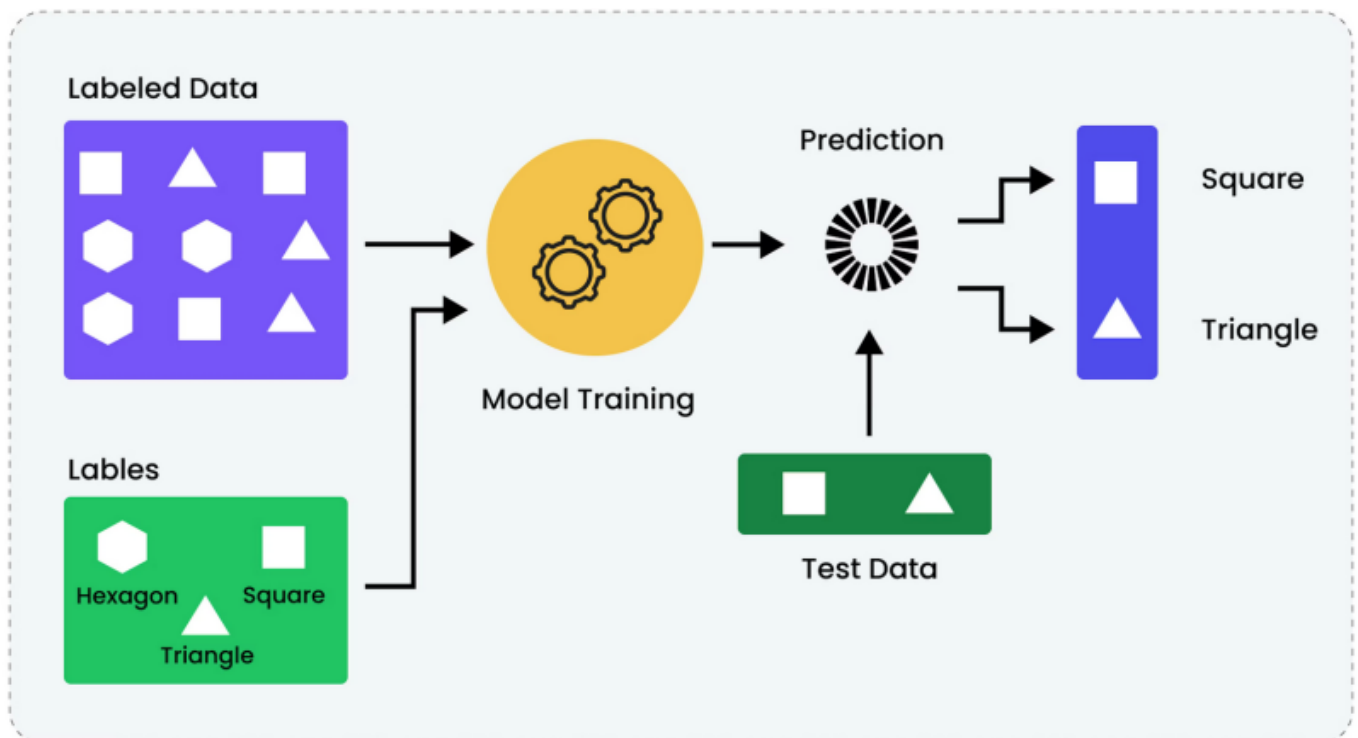 Labeled Data
Prediction
Square
Triangle
Model Training
Lables
Hexagon
Square
Triangle
Test Data